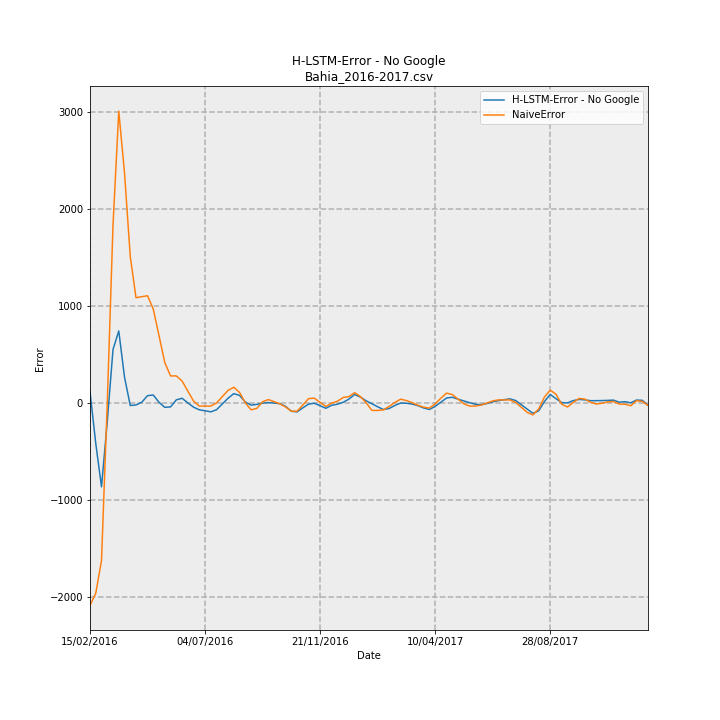 H-LSTM-Error - No Google
Bahia_2016-2017.csv
H-LSTM-Error - No Google
NaiveError
3000
2000
1000
0
−1000
−2000
Error
15/02/2016
04/07/2016
21/11/2016
10/04/2017
28/08/2017
Date